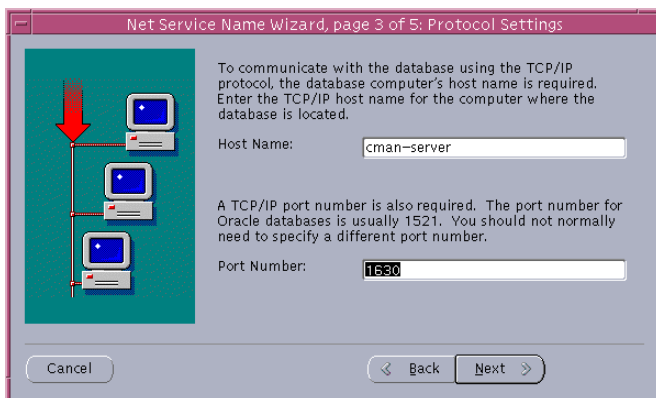 Net Service Name Wizard, page 3 of 5: Protocol Settings
To communicate with the database using the TCP/IP
protocol, the database computer's host name is required.
Enter the TCP/IP host name for the computer where the
database is located.
Host Name: cman-server
A TCP/IP port number is also required. The port number for
Oracle databases is usually 1521. You should not normally
need to specify a different port number.
Port Number: 1630
Cancel Back Next